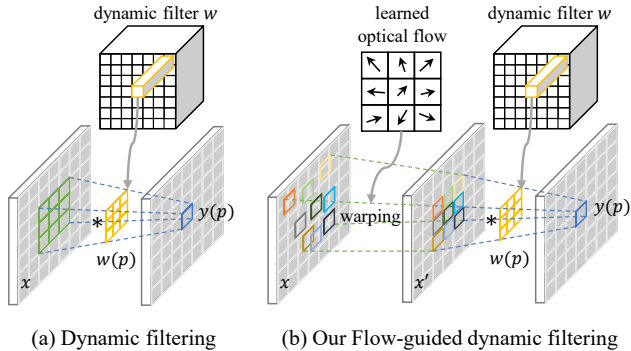 dynamic filter w
learned
optical flow
dynamic filter w
*
y(p)
w(p)
x
warping
*
y(p)
w(p)
x
x′
(a) Dynamic filtering
(b) Our Flow-guided dynamic filtering